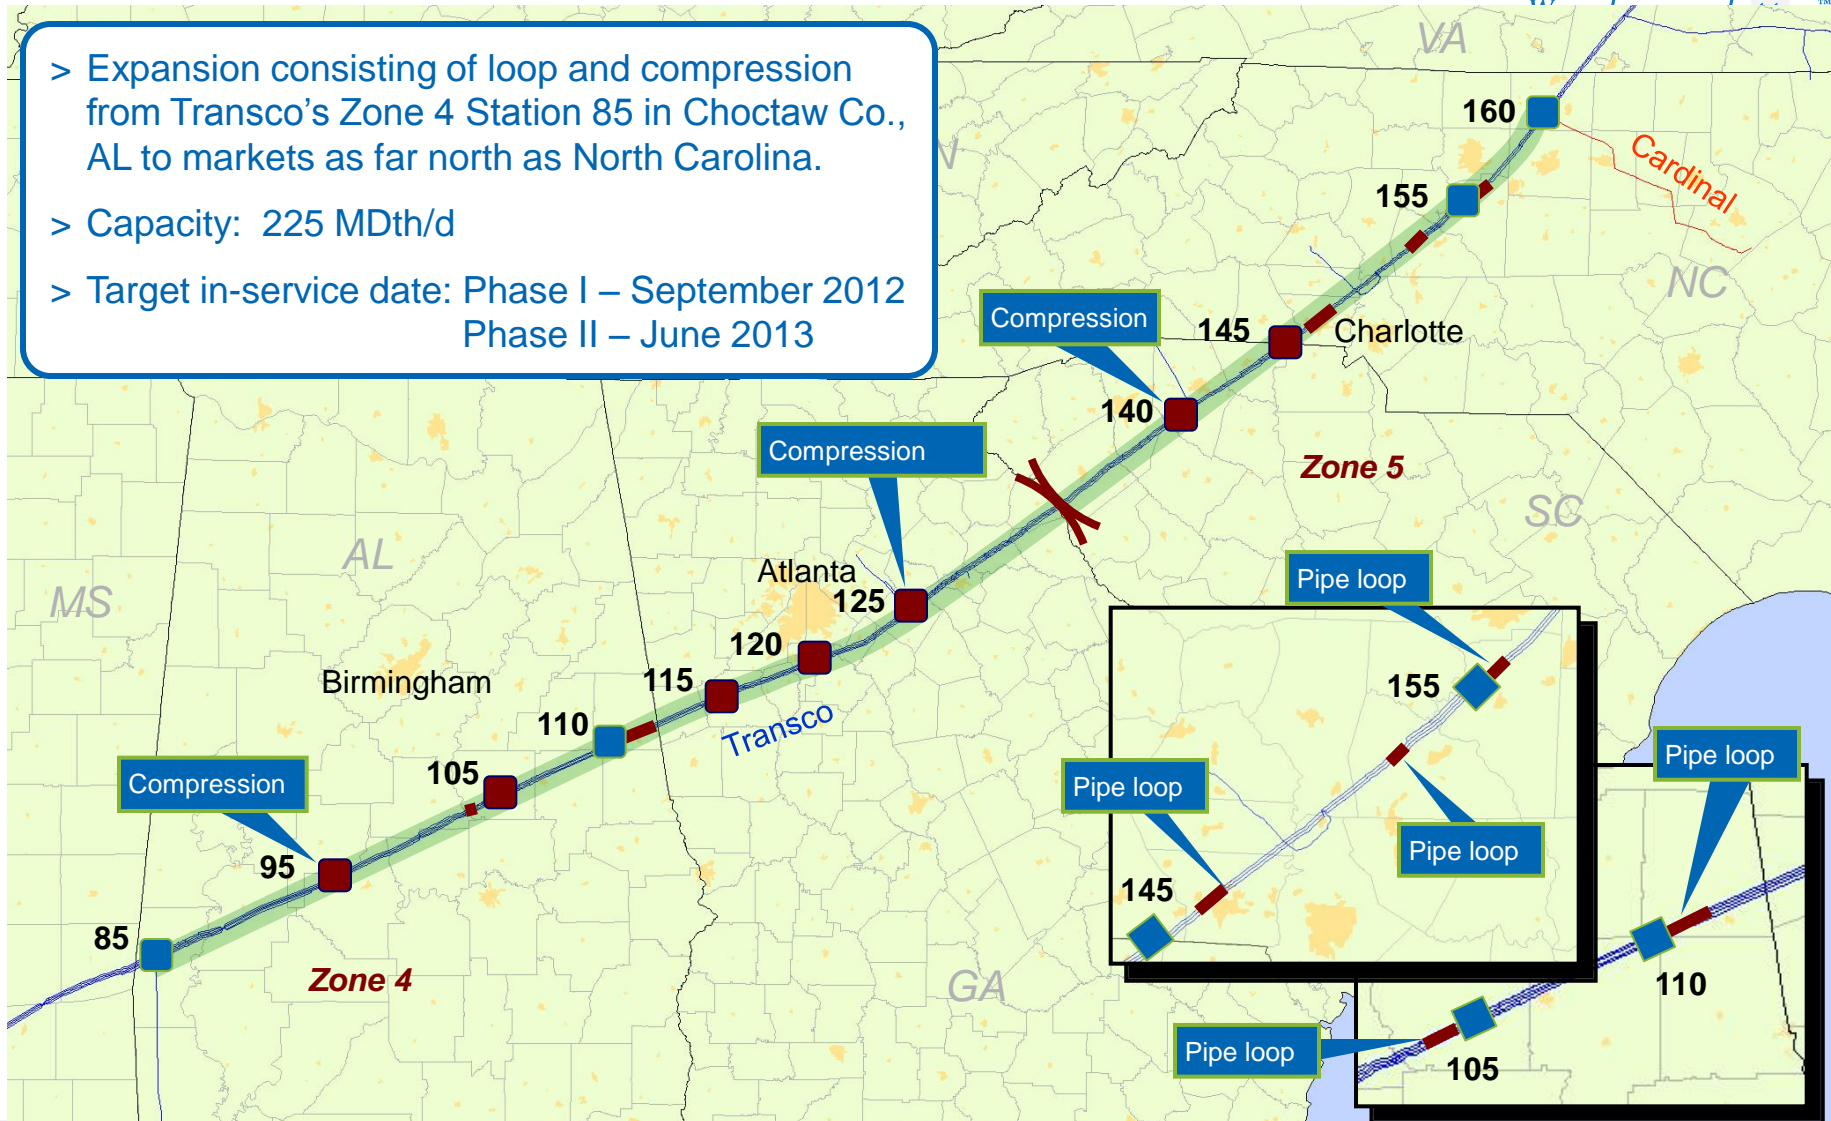 > Expansion consisting of loop and compression
from Transco's Zone 4 Station 85 in Choctaw Co.,
AL to markets as far north as North Carolina.
> Capacity: 225 MDth/d
> Target in-service date: Phase I – September 2012
Phase II – June 2013
VA
160
Cardinal
155
NC
Compression
145
Charlotte
140
Compression
Zone 5
SC
AL
Atlanta
Pipe loop
MS
125
120
Birmingham
115
155
110
Transco
Pipe loop
105
Compression
Pipe loop
Pipe loop
95
145
85
Zone 4
GA
110
Pipe loop
105